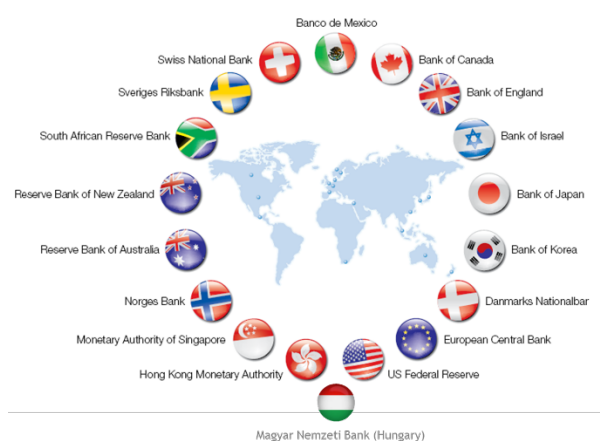 Banco de Mexico
Swiss National Bank
Bank of Canada
Sveriges Riksbank
Bank of England
South African Reserve Bank
Bank of Israel
Reserve Bank of New Zealand
Bank of Japan
Reserve Bank of Australia
Bank of Korea
Norges Bank
Danmarks Nationalbar
Monetary Authority of Singapore
European Central Bank
Hong Kong Monetary Authority
US Federal Reserve
Magyar Nemzeti Bank (Hungary)